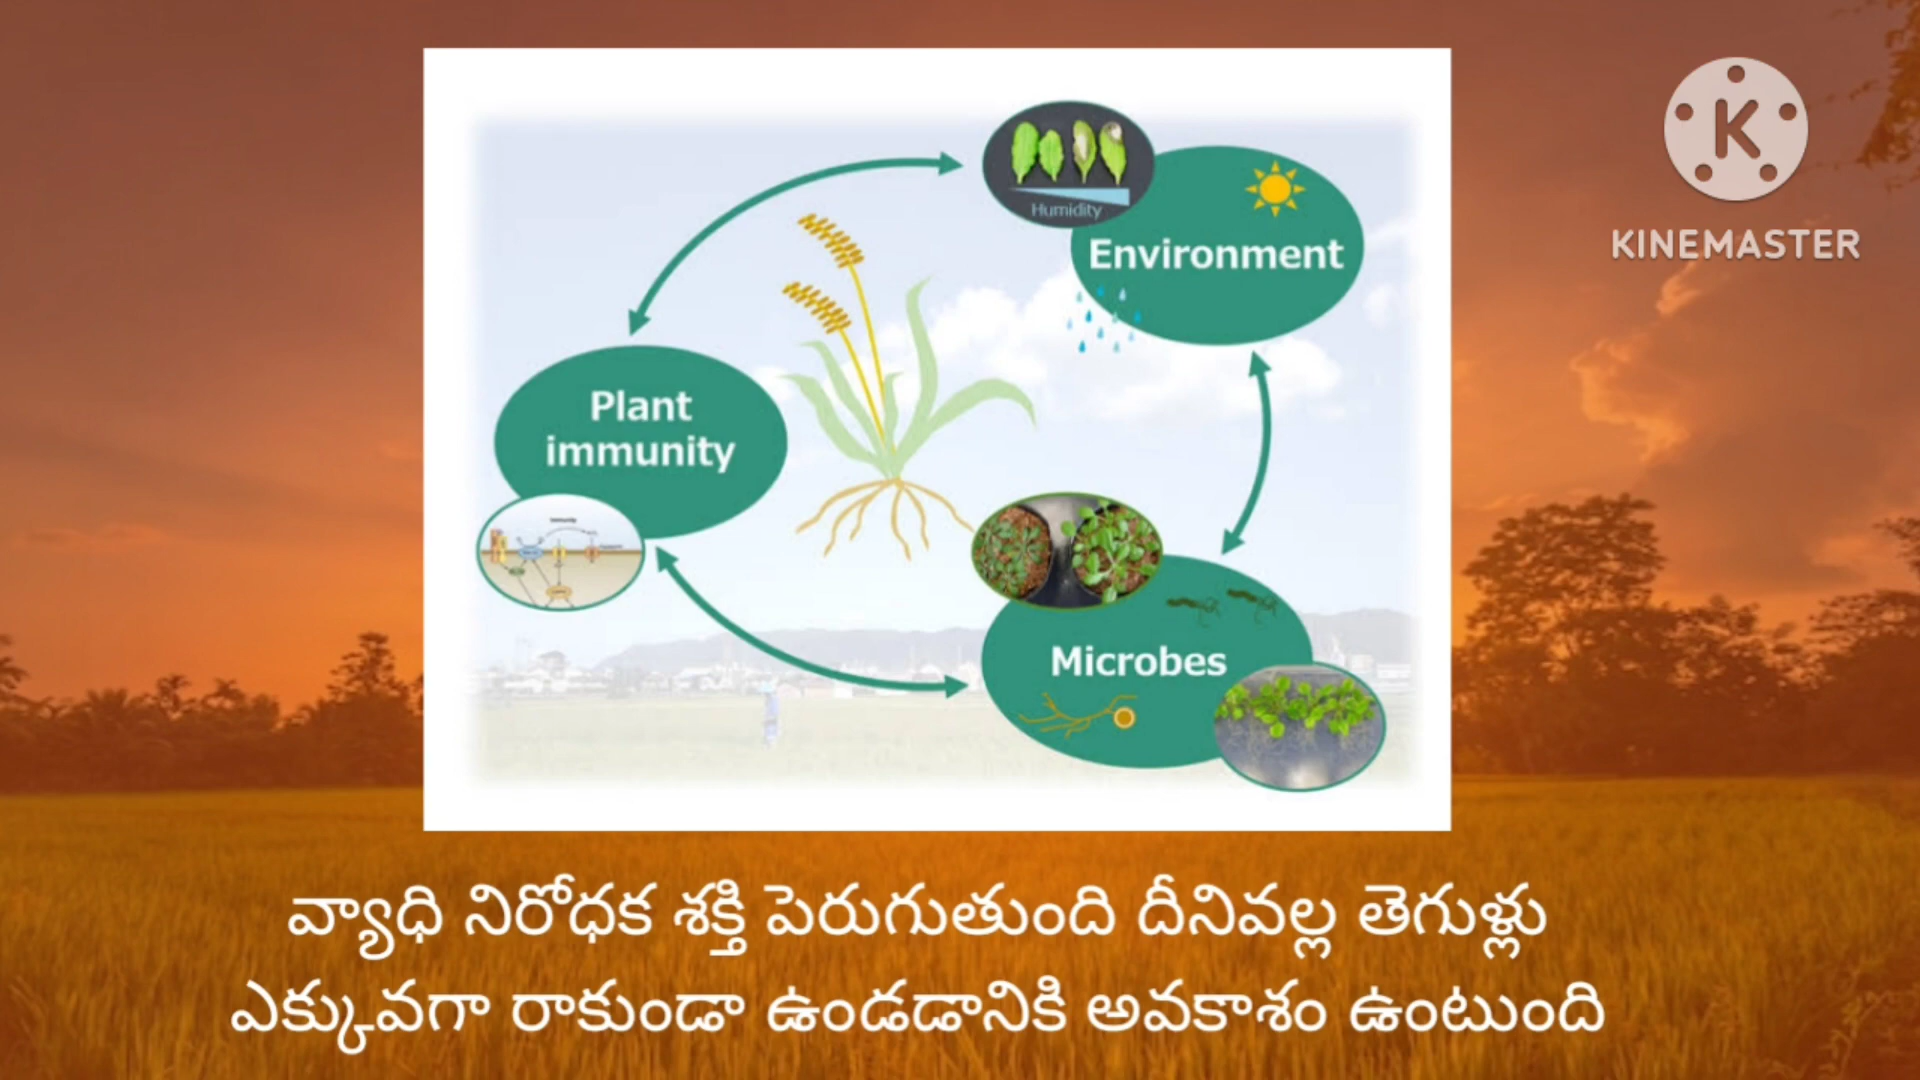 Humidity
Environment
Plant
immunity
Microbes
K
KINEMASTER
వ్యాధి నిరోధక శక్తి పెరుగుతుంది దీనివల్ల తెగుళ్లు
ఎక్కువగా రాకుండా ఉండడానికి అవకాశం ఉంటుంది